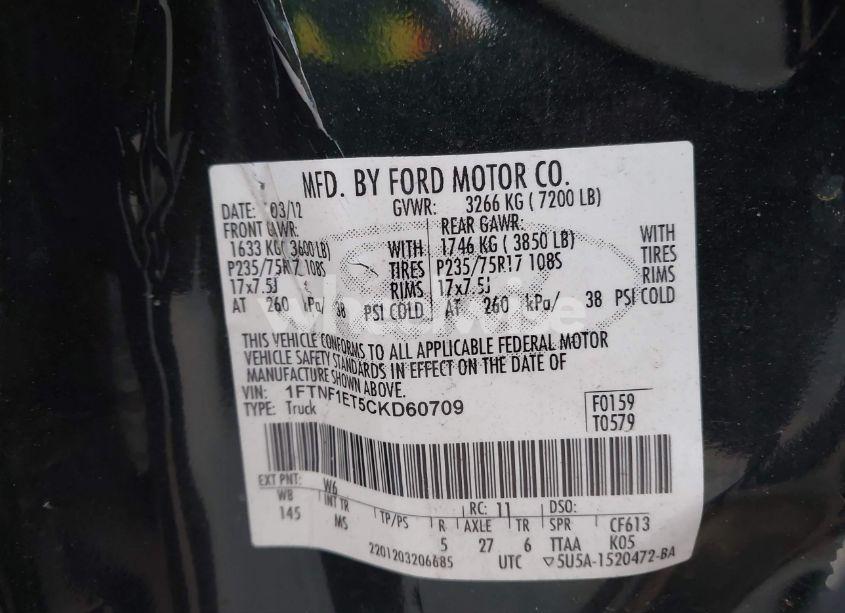 MFD. BY FORD MOTOR CO.
DATE: 03/12 GVWR: 3266 KG ( 7200 LB)
FRONT GAWR: REAR GAWR:
1633 KG( 3600 LB) WITH 1746 KG ( 3850 LB) WITH
P235/75R17 108S TIRES P235/75R17 108S TIRES
17x7.5J RIMS 17x7.5J RIMS
AT 260 kPa/ 38 PSI COLD AT 260 kPa/ 38 PSI COLD
THIS VEHICLE CONFORMS TO ALL APPLICABLE FEDERAL MOTOR
VEHICLE SAFETY STANDARDS IN EFFECT ON THE DATE OF
MANUFACTURE SHOWN ABOVE.
VIN: 1FTNF1ET5CKD60709
TYPE: Truck
F0159
T0579
EXT PNT: W6 RC: 11 DSO:
WB INT TR TP/PS R AXLE TR SPR CF613
145 MS 5 27 6 TTAA K05
2201203206685 UTC ▽5U5A-1520472-BA